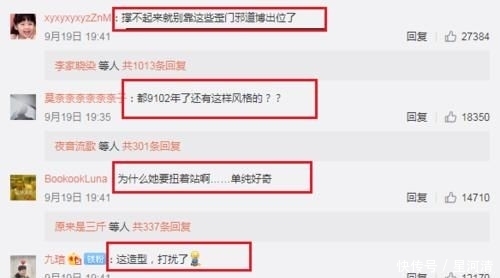 xyxyxyxyzZnM：撑不起来就别靠这些歪门邪道博出位了
9月19日 19:41
回复 27384
李家晓染 等人 共1013条回复
莫奈奈奈奈奈奈子：都9102年了还有这样风格的？？
9月19日 19:35
回复 18350
夜音流歌 等人 共301条回复
BookookLuna：为什么她要扭着站啊……单纯好奇
9月19日 19:41
回复 14710
原来是三斤 等人 共337条回复
九瑄 铁粉：这造型，打扰了
9月19日 19:41
回复